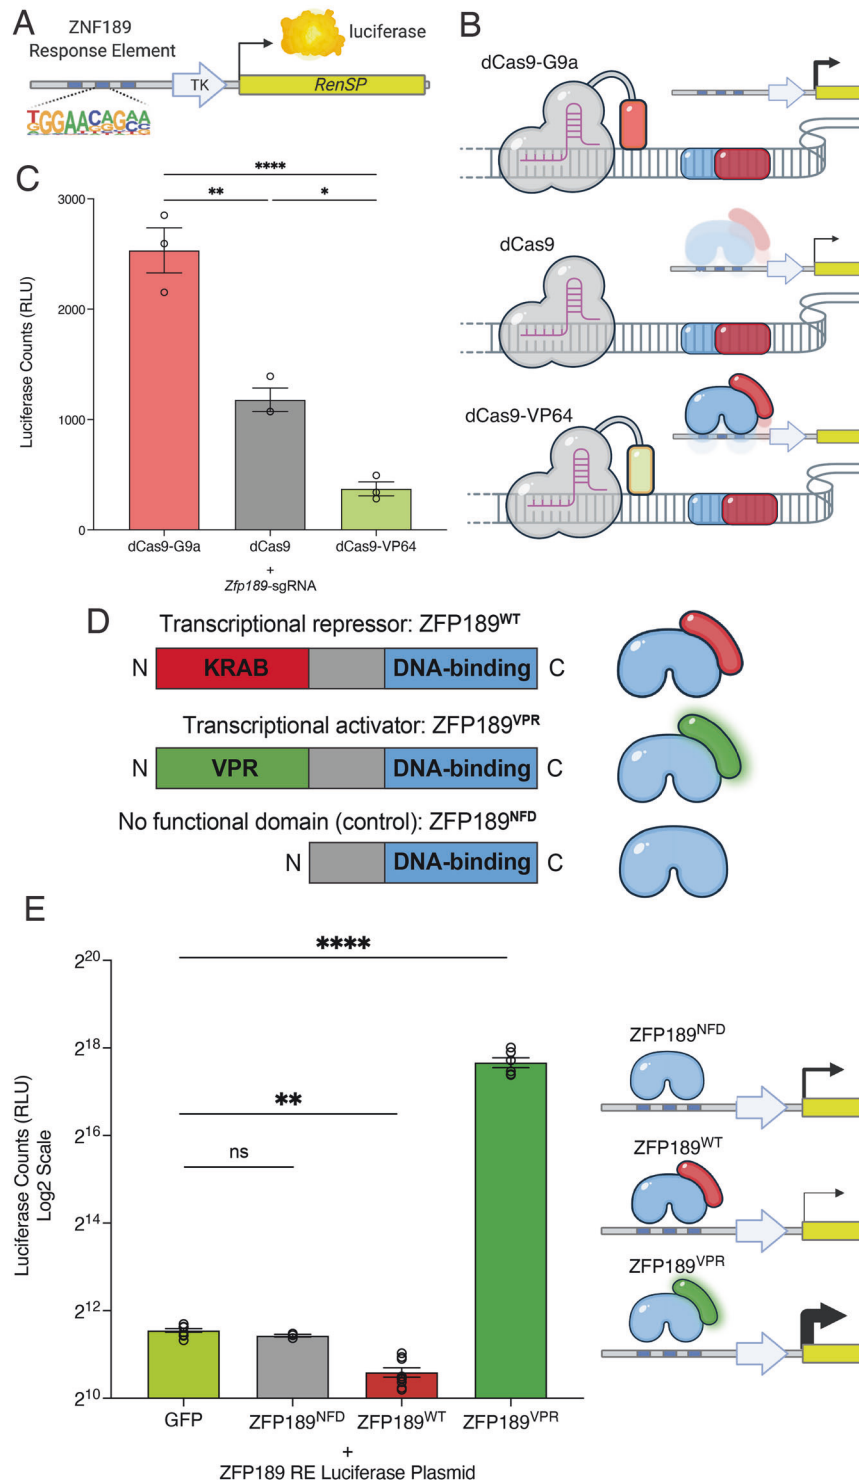 A
ZNF189
Response Element
luciferase
TK
RenSP
TGGAACAGAA
B
dCas9-G9a
dCas9
dCas9-VP64
C
****
**
*
3000
2000
1000
0
Luciferase Counts (RLU)
dCas9-G9a
dCas9
dCas9-VP64
+
Zfp189-sgRNA
D
Transcriptional repressor: ZFP189WT
N
KRAB
DNA-binding
C
Transcriptional activator: ZFP189VPR
N
VPR
DNA-binding
C
No functional domain (control): ZFP189NFD
N
DNA-binding
C
E
****
**
ns
2^20
2^18
2^16
2^14
2^12
2^10
Luciferase Counts (RLU)
Log2 Scale
GFP
ZFP189NFD
ZFP189WT
ZFP189VPR
+
ZFP189 RE Luciferase Plasmid
ZFP189NFD
ZFP189WT
ZFP189VPR